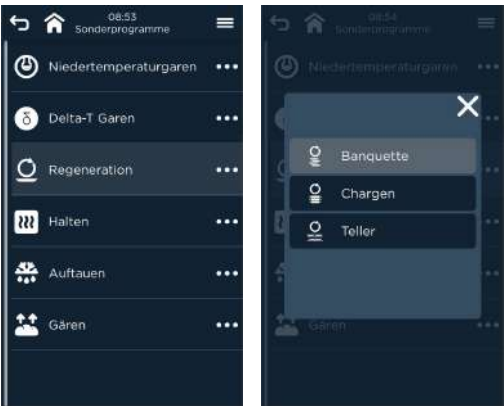 08:53
Sonderprogramme
Niedertemperaturgaren
Delta-T Garen
Regeneration
Halten
Auftauen
Gären
08:54
Sonderprogramme
Niedertemperaturgaren
Banquette
Chargen
Teller
Gären